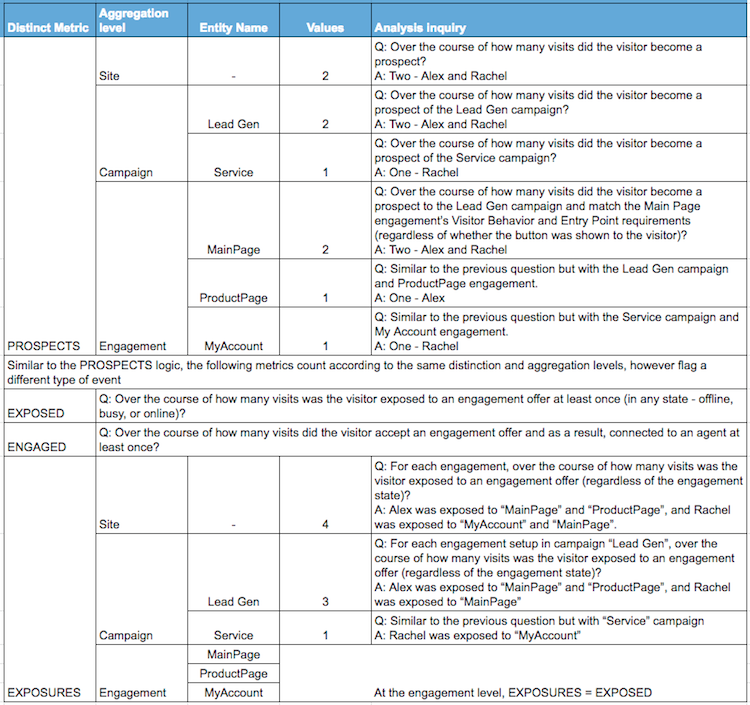 Distinct Metric Aggregation level Entity Name Values Analysis inquiry
Q: Over the course of how many visits did the visitor become a
prospect?
Site - 2 A: Two - Alex and Rachel
Q: Over the course of how many visits did the visitor become a
prospect of the Lead Gen campaign?
Lead Gen 2 A: Two - Alex and Rachel
Q: Over the course of how many visits did the visitor become a
prospect of the Service campaign?
Campaign Service 1 A: One - Rachel
Q: Over the course of how many visits did the visitor become a
prospect to the Lead Gen campaign and match the Main Page
engagement's Visitor Behavior and Entry Point requirements
(regardless of whether the button was shown to the visitor)?
MainPage 2 A: Two - Alex and Rachel
Q: Similar to the previous question but with the Lead Gen campaign
and ProductPage engagement.
ProductPage 1 A: One - Alex
Q: Similar to the previous question but with the Service campaign and
My Account engagement.
PROSPECTS Engagement MyAccount 1 A: One - Rachel
Similar to the PROSPECTS logic, the following metrics count according to the same distinction and aggregation levels, however flag a
different type of event
Q: Over the course of how many visits was the visitor exposed to an engagement offer at least once (in any state - offline,
EXPOSED busy, or online)?
Q: Over the course of how many visits did the visitor accept an engagement offer and as a result, connected to an agent at
ENGAGED least once?
Q: For each engagement, over the course of how many visits was the
visitor exposed to an engagement offer (regardless of the engagement
state)?
A: Alex was exposed to “MainPage” and “ProductPage”, and Rachel
Site - 4 was exposed to “MyAccount” and “MainPage”.
Q: For each engagement setup in campaign “Lead Gen”, over the
course of how many visits was the visitor exposed to an engagement
offer (regardless of the engagement state)?
A: Alex was exposed to “MainPage” and “ProductPage”, and Rachel
Lead Gen 3 was exposed to “MainPage”
Q: Similar to the previous question but with “Service” campaign
Campaign Service 1 A: Rachel was exposed to “MyAccount”
MainPage
ProductPage
EXPOSURES Engagement MyAccount At the engagement level, EXPOSURES = EXPOSED